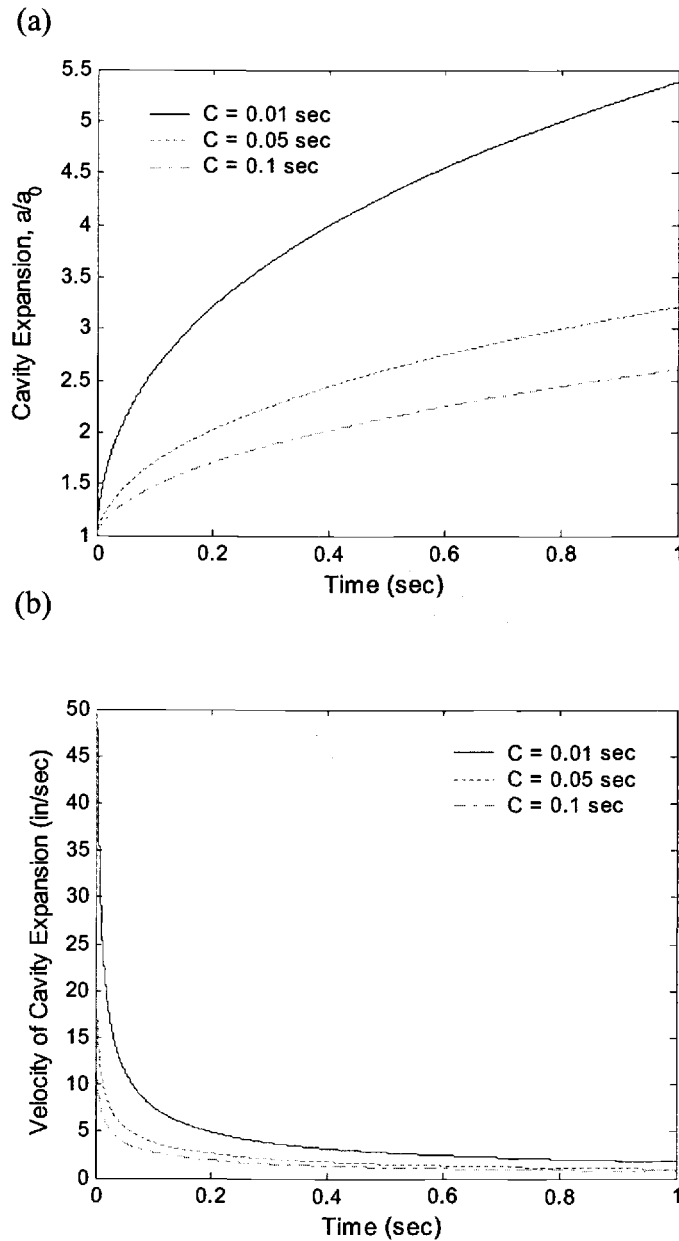 (a)
5.5
5
4.5
4
3.5
3
2.5
2
1.5
1
Cavity Expansion, a/a0
C = 0.01 sec
C = 0.05 sec
C = 0.1 sec
0
0.2
0.4
0.6
0.8
1
Time (sec)
(b)
50
45
40
35
30
25
20
15
10
5
0
Velocity of Cavity Expansion (in/sec)
C = 0.01 sec
C = 0.05 sec
C = 0.1 sec
0
0.2
0.4
0.6
0.8
1
Time (sec)